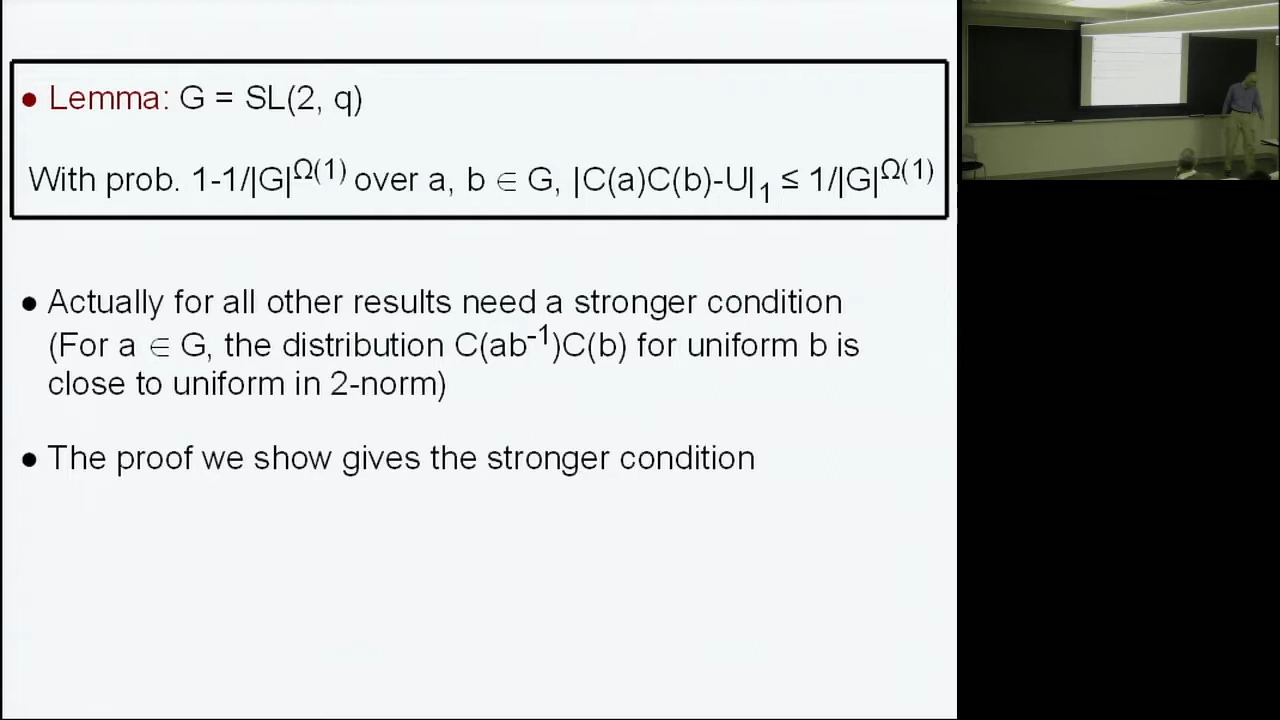 • Lemma: G = SL(2, q)
With prob. 1-1/|G|^Ω(1) over a, b ∈ G, |C(a)C(b)-U|₁ ≤ 1/|G|^Ω(1)
• Actually for all other results need a stronger condition
(For a ∈ G, the distribution C(ab⁻¹)C(b) for uniform b is
close to uniform in 2-norm)
• The proof we show gives the stronger condition